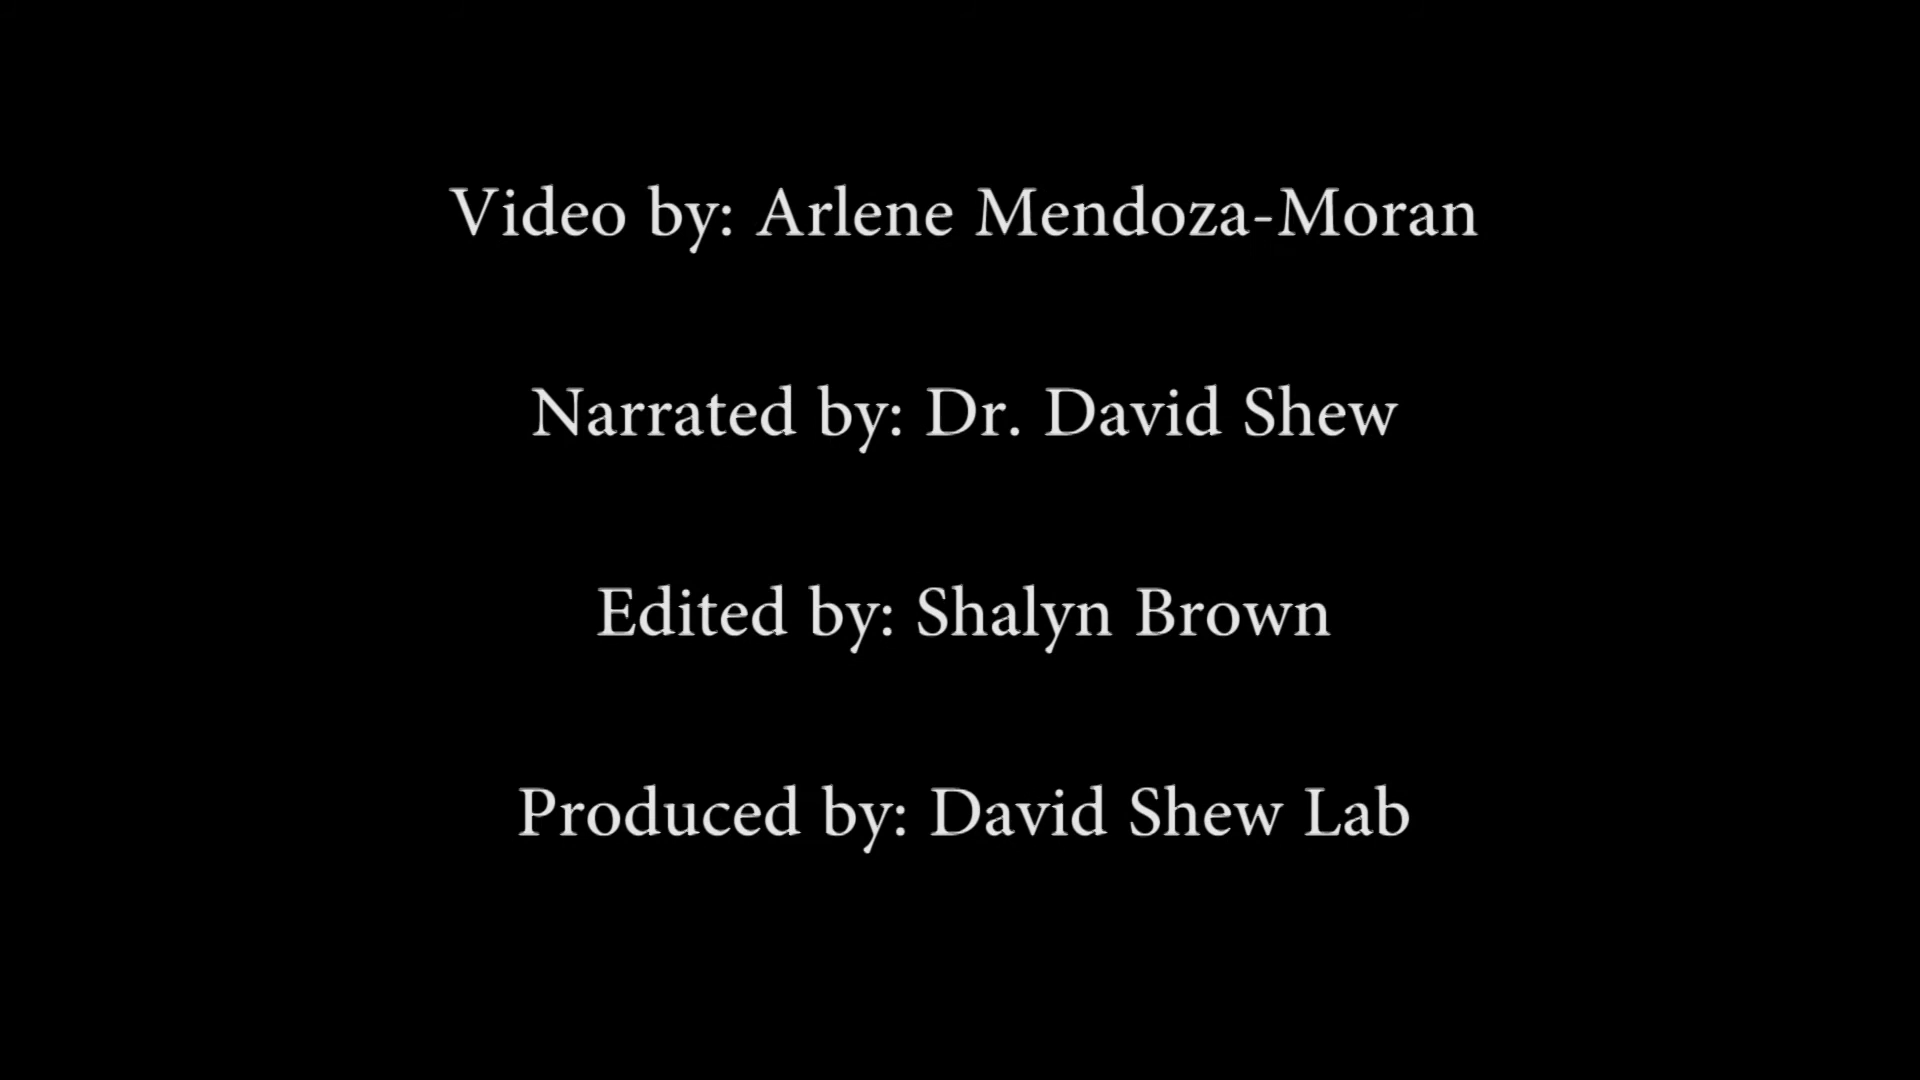 Video by: Arlene Mendoza-Moran
Narrated by: Dr. David Shew
Edited by: Shalyn Brown
Produced by: David Shew Lab